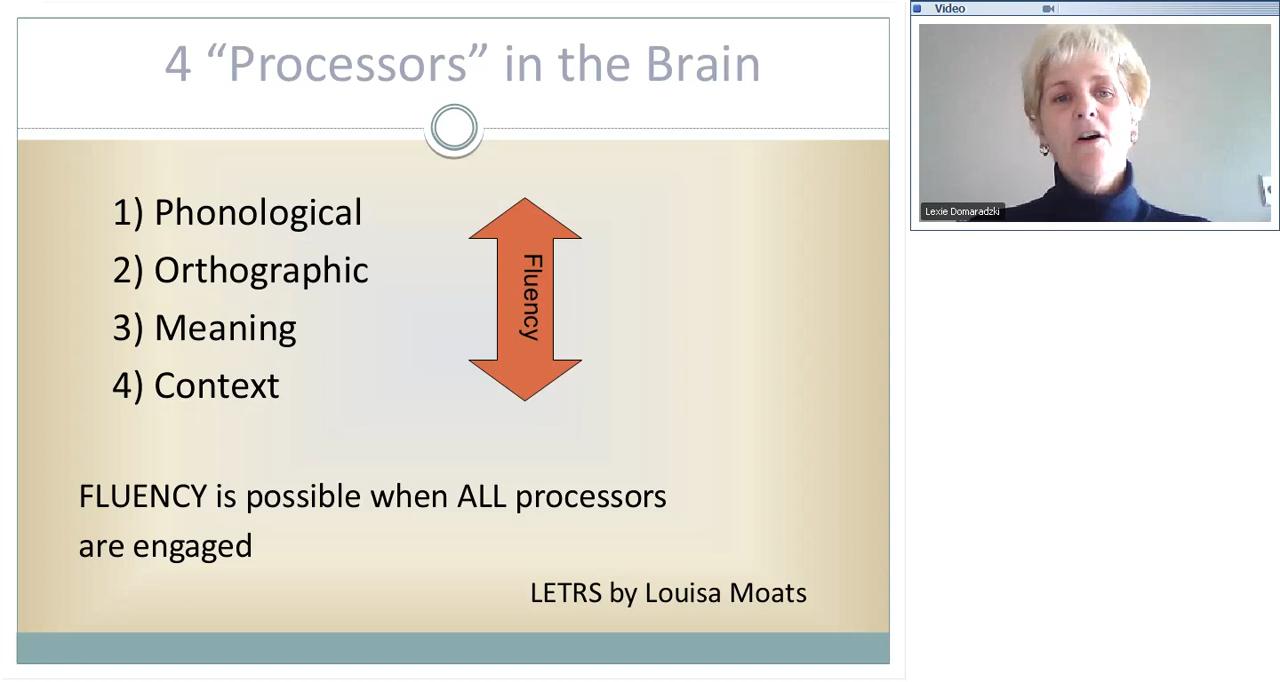 4 “Processors” in the Brain
1) Phonological
2) Orthographic
3) Meaning
4) Context
Fluency
FLUENCY is possible when ALL processors
are engaged
LETRS by Louisa Moats
Video
Lexie Domaradzki